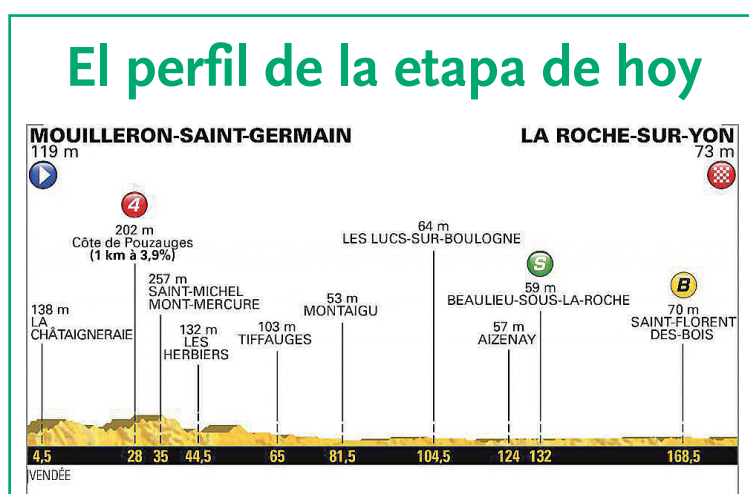 El perfil de la etapa de hoy
MOUILLERON-SAINT-GERMAIN
119 m
LA ROCHE-SUR-YON
73 m
4
202 m
Côte de Pouzauges
(1 km à 3,9%)
64 m
LES LUCS-SUR-BOULOGNE
S
59 m
BEAULIEU-SOUS-LA-ROCHE
B
70 m
SAINT-FLORENT
DES-BOIS
257 m
SAINT-MICHEL
MONT-MERCURE
138 m
LA
CHÂTAIGNERAIE
132 m
LES
HERBIERS
103 m
TIFFAUGES
53 m
MONTAIGU
57 m
AIZENAY
4,5 28 35 44,5 65 81,5 104,5 124 132 168,5
VENDÉE